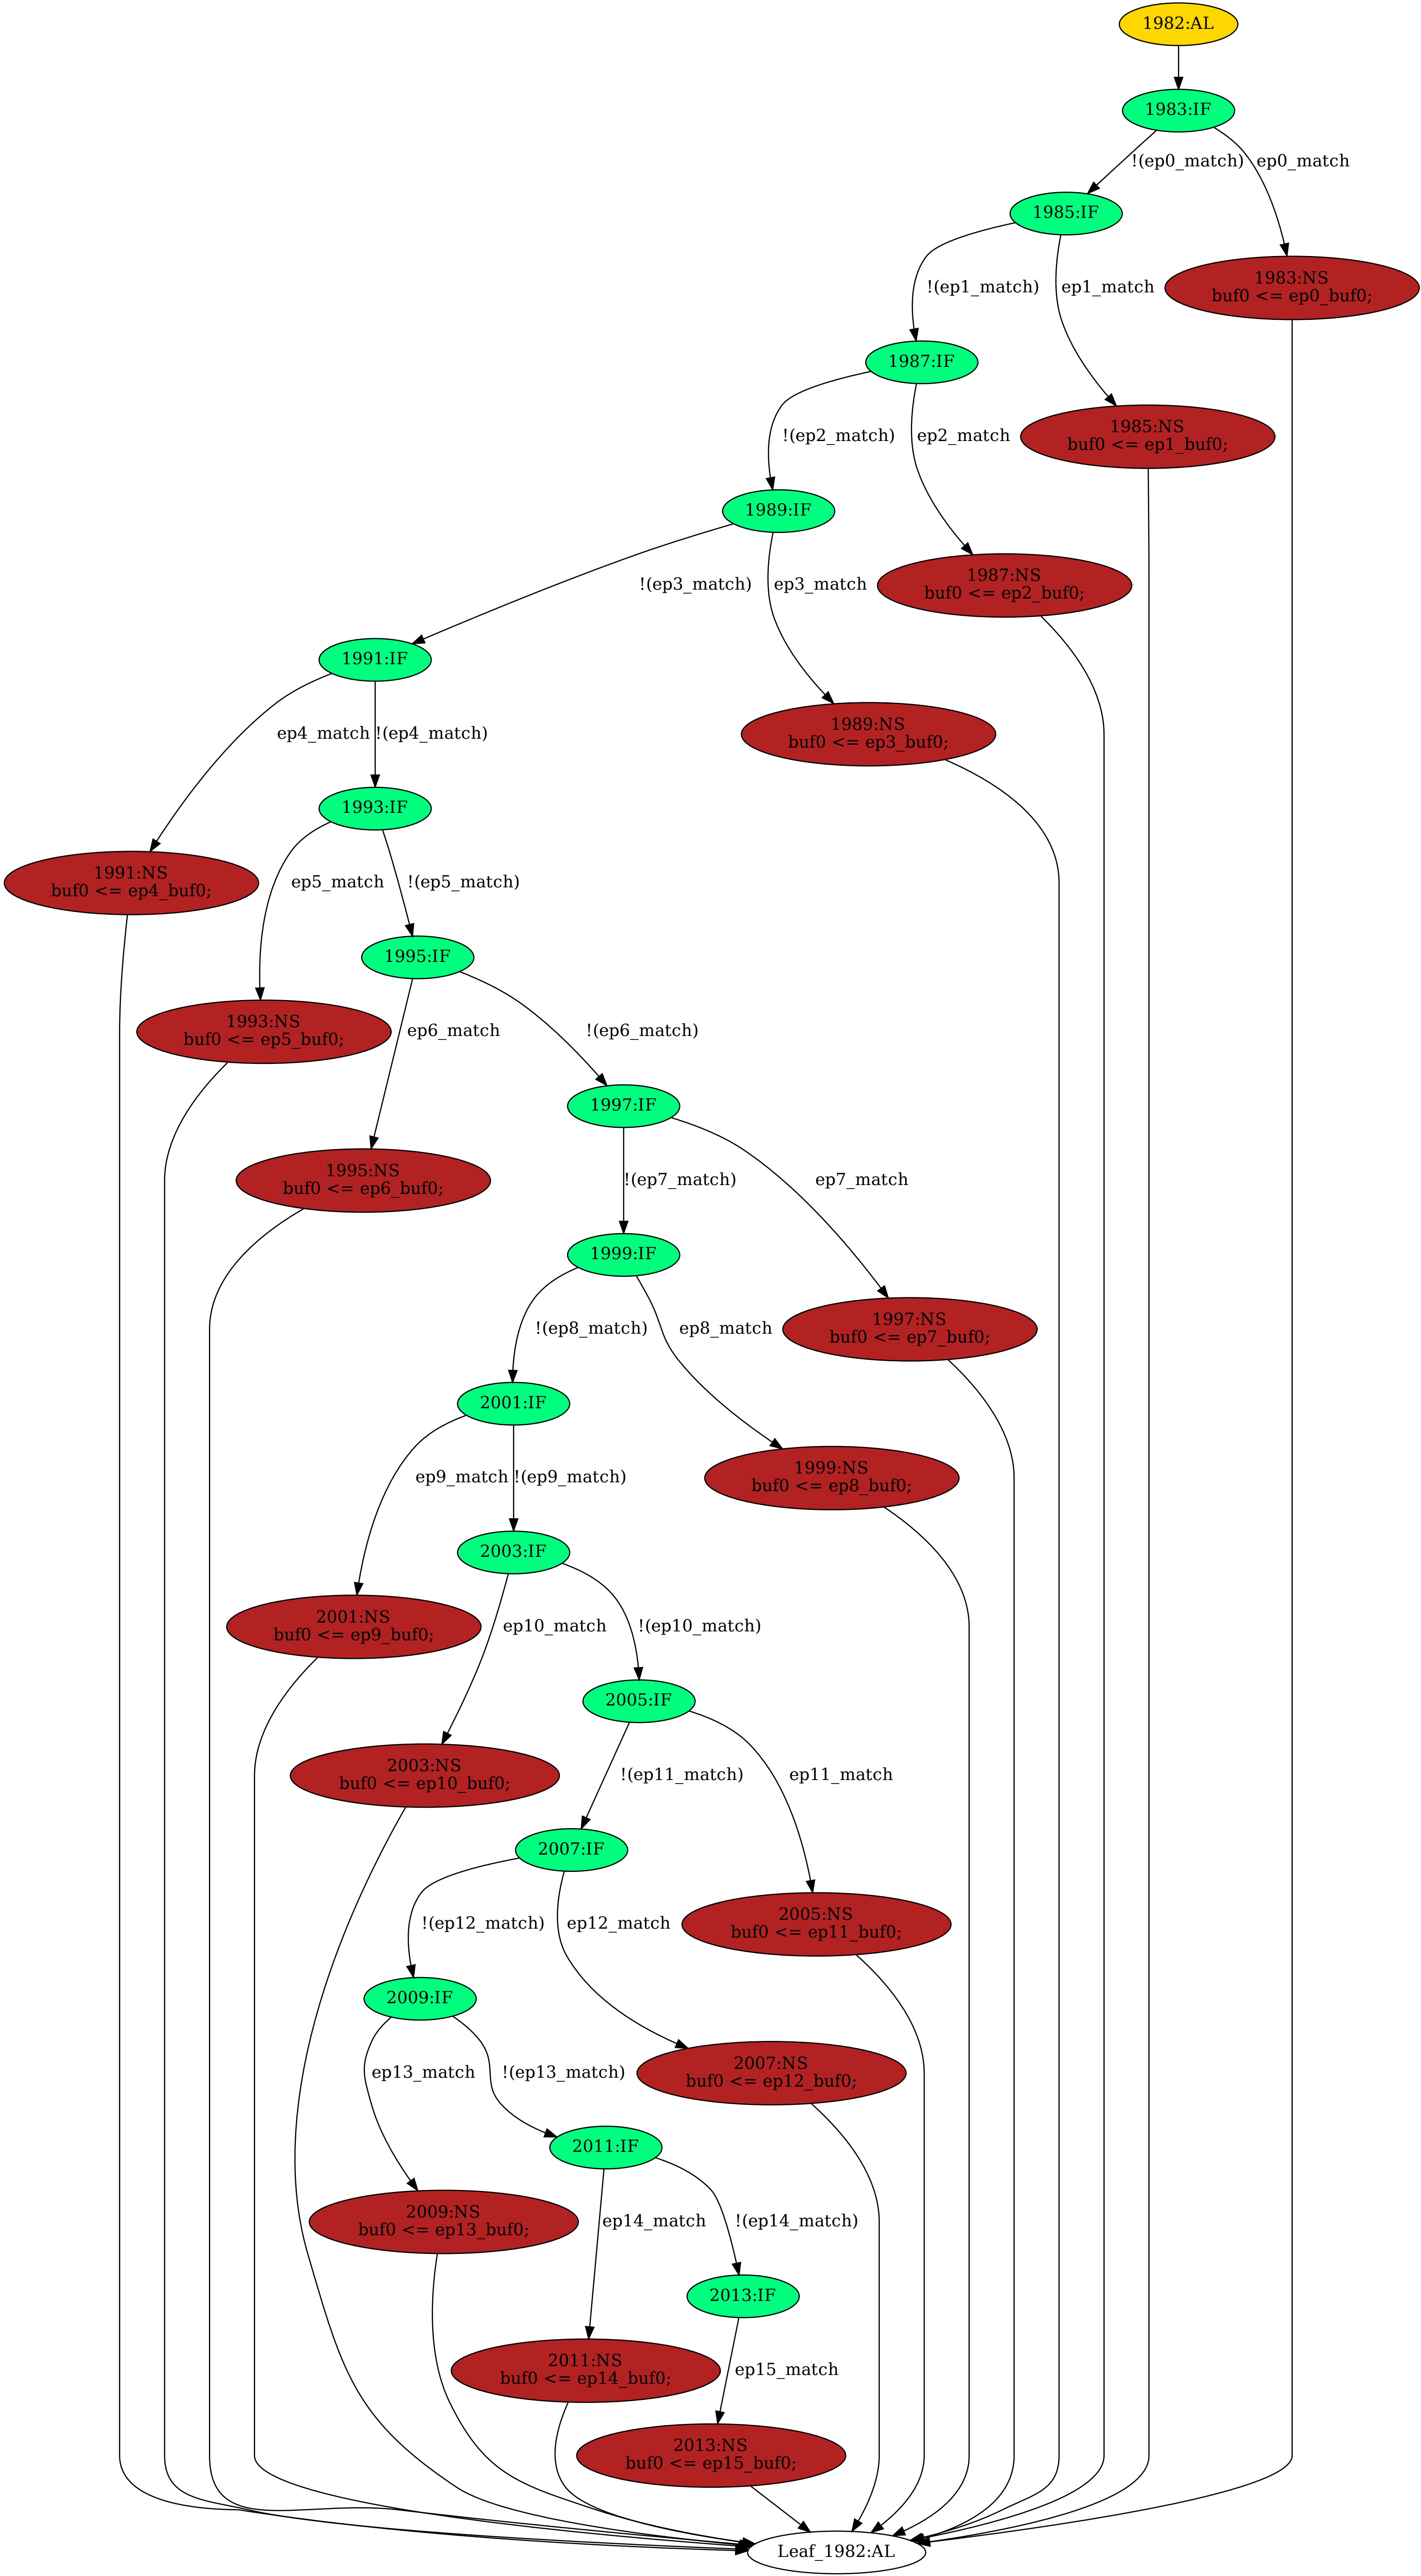 1982:AL
1983:IF
!(ep0_match)
ep0_match
1985:IF
1983:NS
buf0 <= ep0_buf0;
!(ep1_match)
ep1_match
1987:IF
1985:NS
buf0 <= ep1_buf0;
!(ep2_match)
ep2_match
1989:IF
1987:NS
buf0 <= ep2_buf0;
!(ep3_match)
ep3_match
1991:IF
1989:NS
buf0 <= ep3_buf0;
ep4_match
!(ep4_match)
1993:IF
1991:NS
buf0 <= ep4_buf0;
ep5_match
!(ep5_match)
1995:IF
1993:NS
buf0 <= ep5_buf0;
ep6_match
!(ep6_match)
1997:IF
1995:NS
buf0 <= ep6_buf0;
!(ep7_match)
ep7_match
1999:IF
1997:NS
buf0 <= ep7_buf0;
!(ep8_match)
ep8_match
2001:IF
1999:NS
buf0 <= ep8_buf0;
ep9_match
!(ep9_match)
2003:IF
2001:NS
buf0 <= ep9_buf0;
ep10_match
!(ep10_match)
2005:IF
2003:NS
buf0 <= ep10_buf0;
!(ep11_match)
ep11_match
2007:IF
2005:NS
buf0 <= ep11_buf0;
!(ep12_match)
ep12_match
2009:IF
2007:NS
buf0 <= ep12_buf0;
ep13_match
!(ep13_match)
2011:IF
2009:NS
buf0 <= ep13_buf0;
ep14_match
!(ep14_match)
2013:IF
2011:NS
buf0 <= ep14_buf0;
ep15_match
2013:NS
buf0 <= ep15_buf0;
Leaf_1982:AL